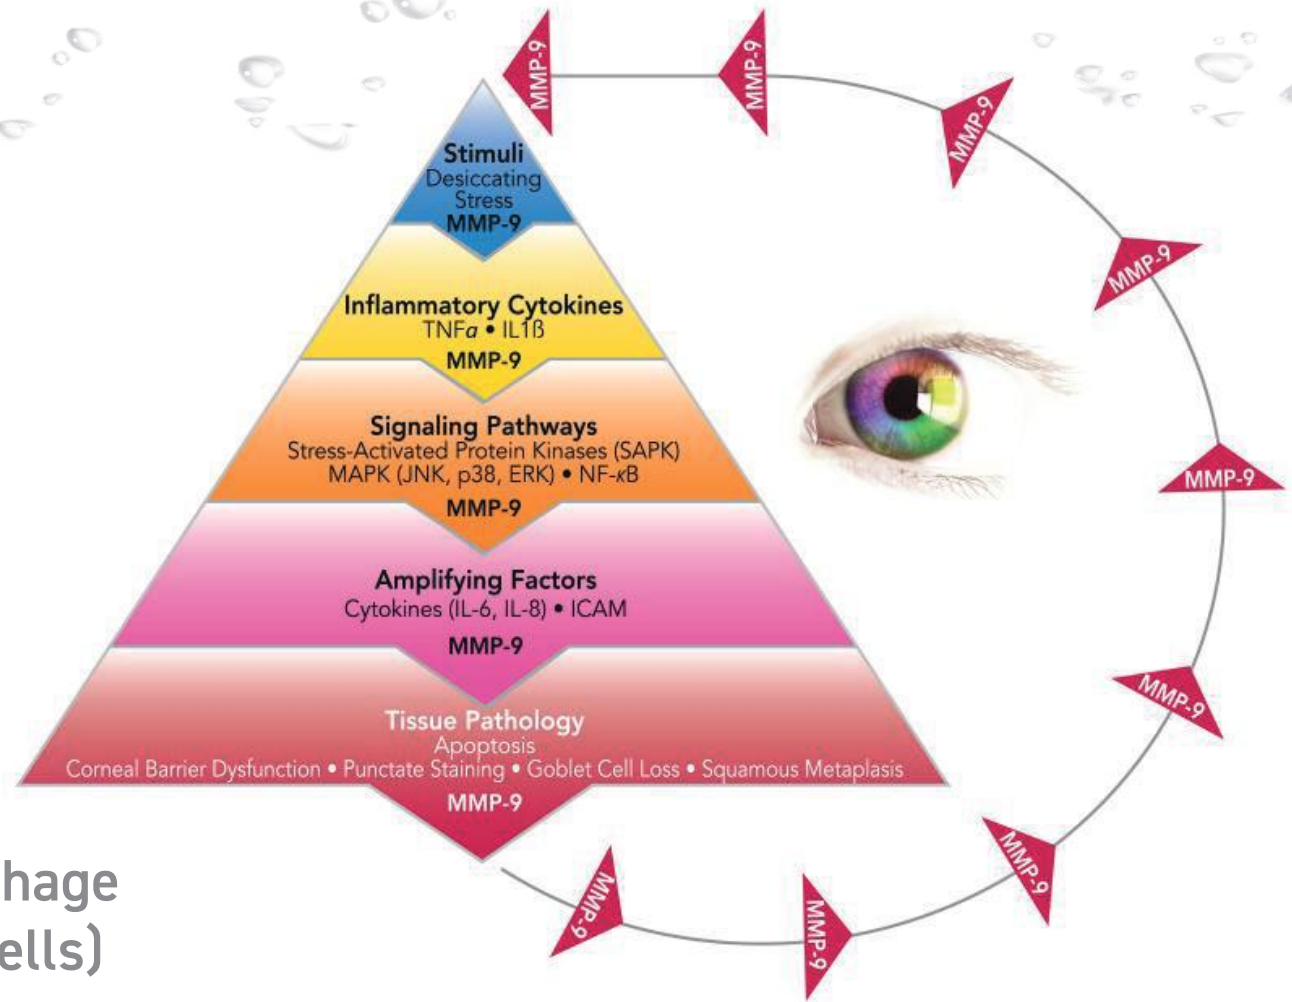 Stimuli
Desiccating
Stress
MMP-9
Inflammatory Cytokines
TNFα • IL1ß
MMP-9
Signaling Pathways
Stress-Activated Protein Kinases (SAPK)
MAPK (JNK, p38, ERK) • NF-κB
MMP-9
Amplifying Factors
Cytokines (IL-6, IL-8) • ICAM
MMP-9
Tissue Pathology
Apoptosis
Corneal Barrier Dysfunction • Punctate Staining • Goblet Cell Loss • Squamous Metaplasis
MMP-9
MMP-9
MMP-9
MMP-9
MMP-9
MMP-9
MMP-9
MMP-9
MMP-9
MMP-9
hage
ells)